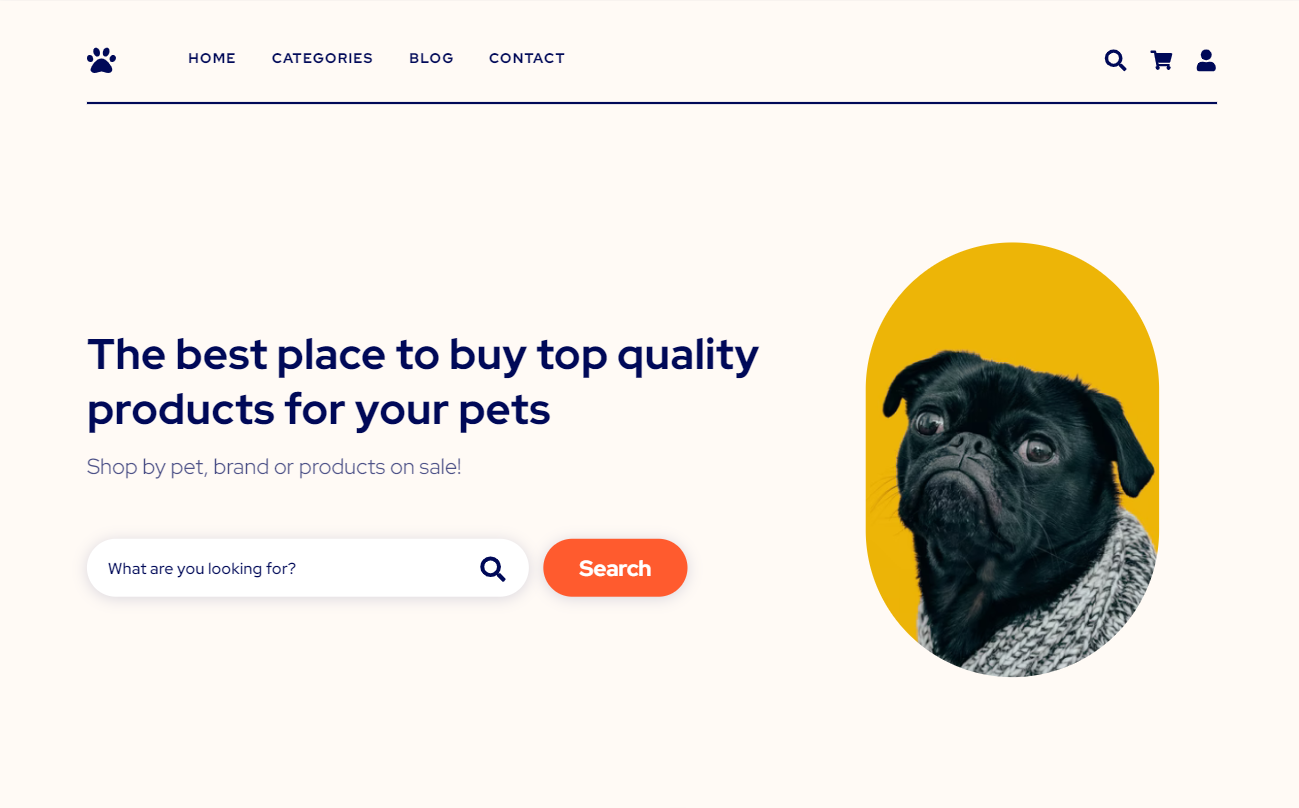 HOME CATEGORIES BLOG CONTACT
The best place to buy top quality
products for your pets
Shop by pet, brand or products on sale!
What are you looking for? Search